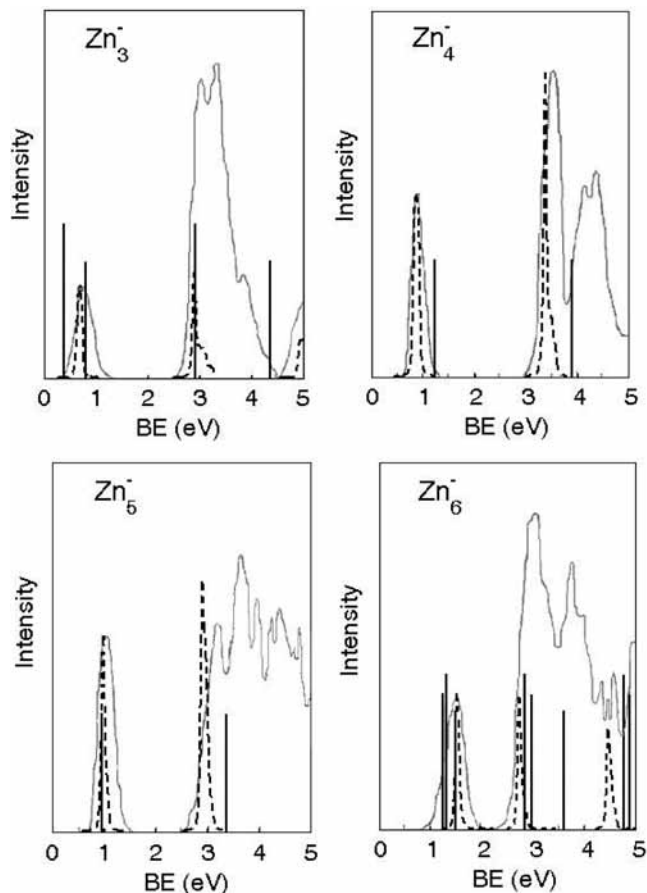 Zn₃⁻
Intensity
0 1 2 3 4 5
BE (eV)
Zn₄⁻
Intensity
0 1 2 3 4 5
BE (eV)
Zn₅⁻
Intensity
0 1 2 3 4 5
BE (eV)
Zn₆⁻
Intensity
0 1 2 3 4 5
BE (eV)